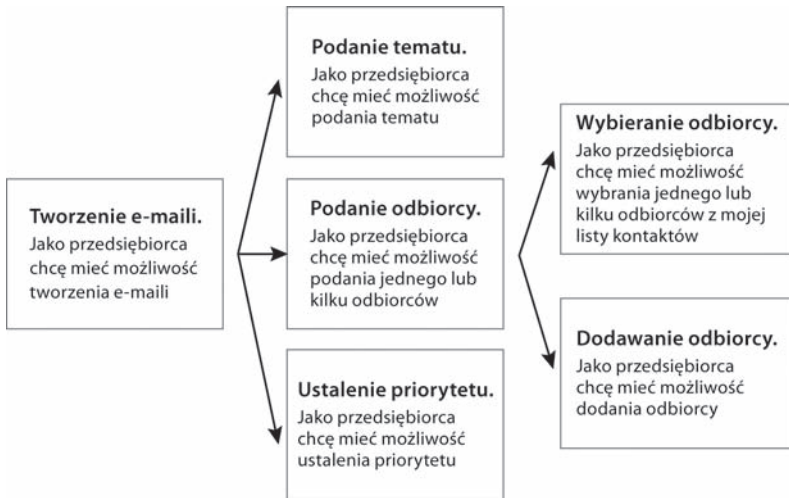 Tworzenie e-maili.
Jako przedsiębiorca
chcę mieć możliwość
tworzenia e-maili
Podanie tematu.
Jako przedsiębiorca
chcę mieć możliwość
podania tematu
Podanie odbiorcy.
Jako przedsiębiorca
chcę mieć możliwość
podania jednego lub
kilku odbiorców
Ustalenie priorytetu.
Jako przedsiębiorca
chcę mieć możliwość
ustalenia priorytetu
Wybieranie odbiorcy.
Jako przedsiębiorca
chcę mieć możliwość
wybrania jednego lub
kilku odbiorców z mojej
listy kontaktów
Dodawanie odbiorcy.
Jako przedsiębiorca
chcę mieć możliwość
dodania odbiorcy